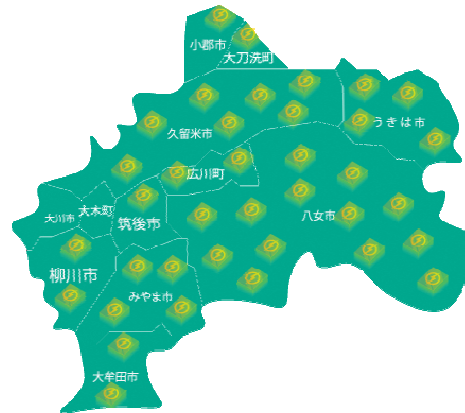 小郡市
大刀洗町
うきは市
久留米市
広川町
大木町
大川市
筑後市
八女市
柳川市
みやま市
大牟田市